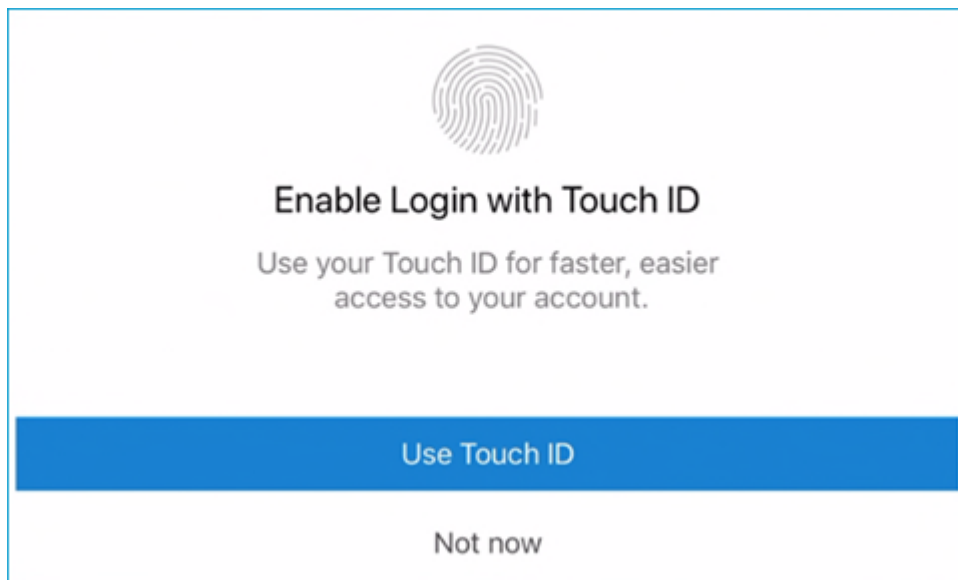 Enable Login with Touch ID
Use your Touch ID for faster, easier
access to your account.
Use Touch ID
Not now